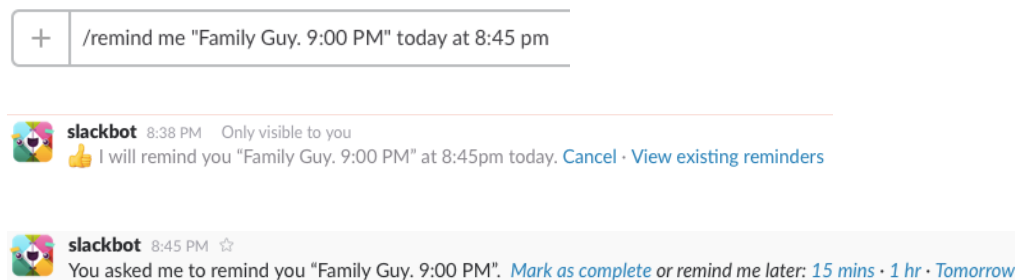 /remind me "Family Guy. 9:00 PM" today at 8:45 pm
slackbot 8:38 PM Only visible to you
👍 I will remind you “Family Guy. 9:00 PM” at 8:45pm today. Cancel · View existing reminders
slackbot 8:45 PM ☆
You asked me to remind you “Family Guy. 9:00 PM”. Mark as complete or remind me later: 15 mins · 1 hr · Tomorrow